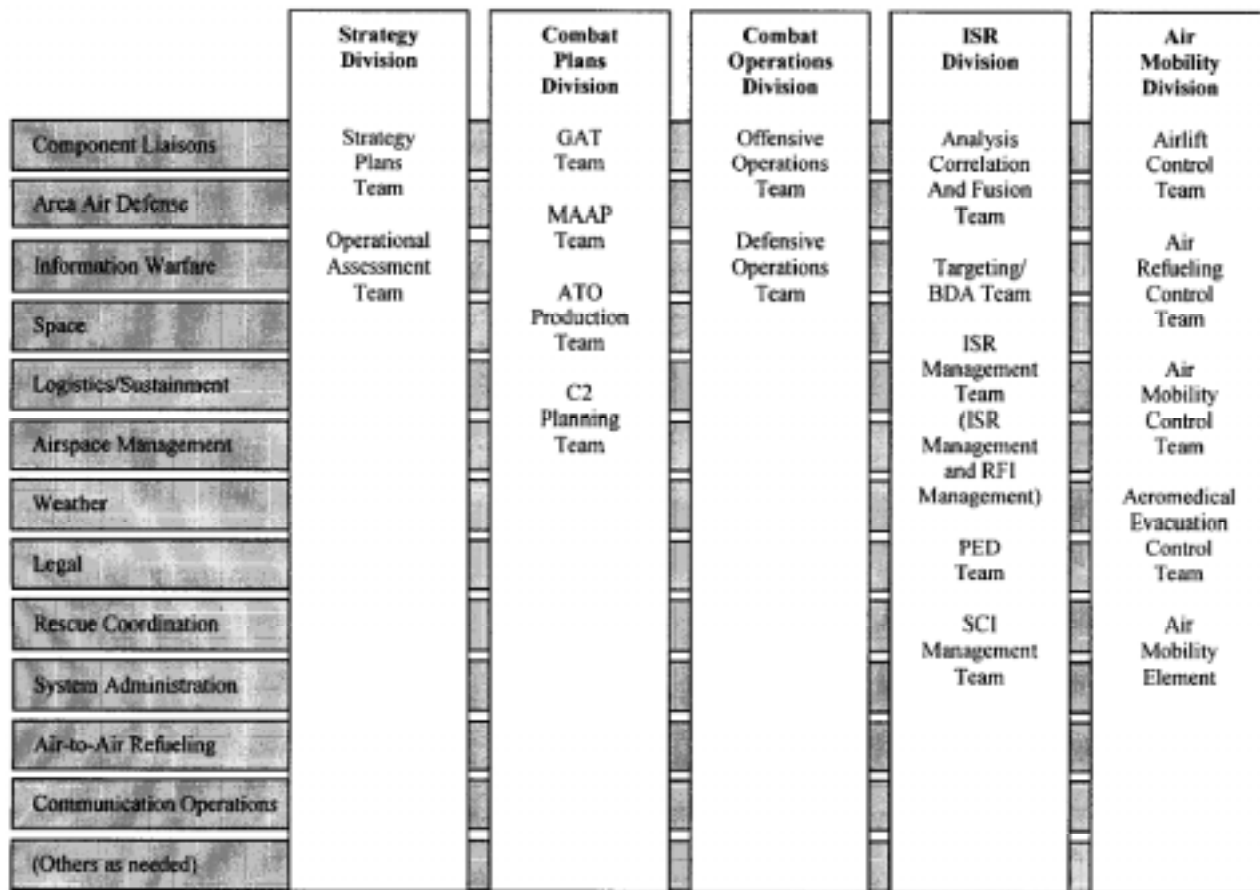 Strategy
Division
Combat
Plans
Division
Combat
Operations
Division
ISR
Division
Air
Mobility
Division
Component Liaisons
Area Air Defense
Information Warfare
Space
Logistics/Sustainment
Airspace Management
Weather
Legal
Rescue Coordination
System Administration
Air-to-Air Refueling
Communication Operations
(Others as needed)
Strategy
Plans
Team
Operational
Assessment
Team
GAT
Team
MAAP
Team
ATO
Production
Team
C2
Planning
Team
Offensive
Operations
Team
Defensive
Operations
Team
Analysis
Correlation
And Fusion
Team
Targeting/
BDA Team
ISR
Management
Team
(ISR
Management
and RFI
Management)
PED
Team
SCI
Management
Team
Airlift
Control
Team
Air
Refueling
Control
Team
Air
Mobility
Control
Team
Aeromedical
Evacuation
Control
Team
Air
Mobility
Element